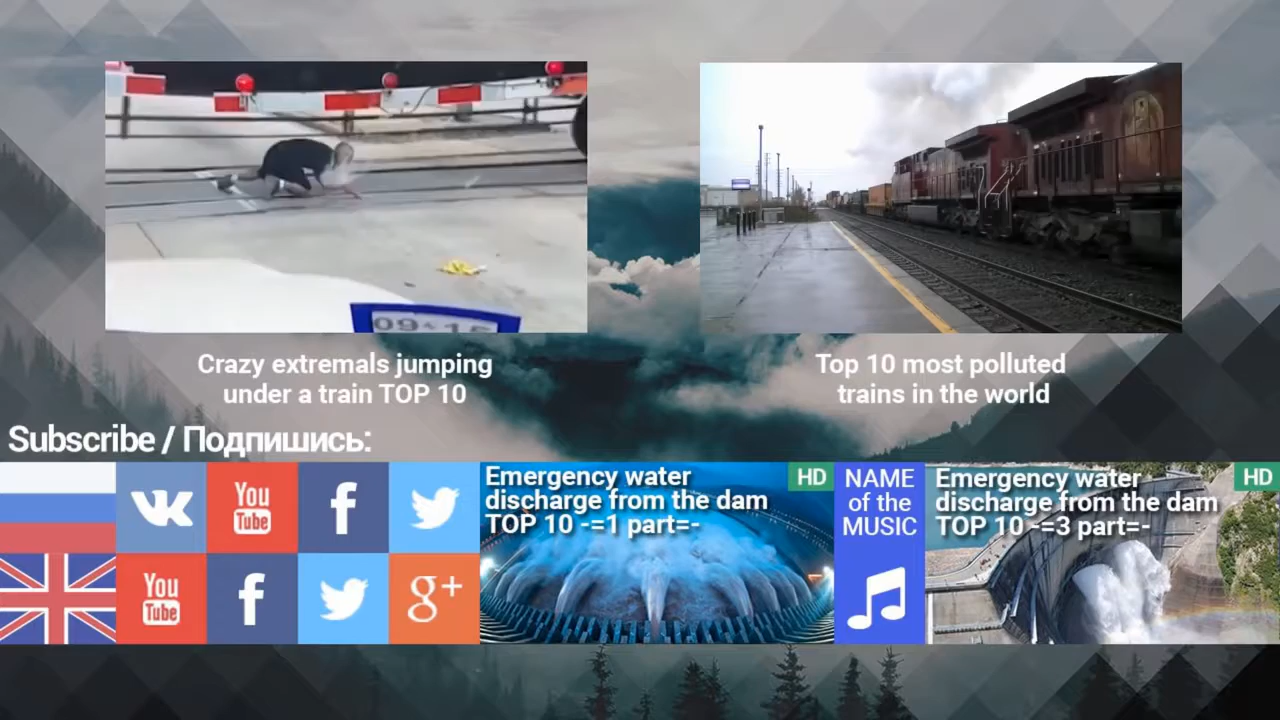 09:15
Crazy extremals jumping
under a train TOP 10
Top 10 most polluted
trains in the world
Subscribe / Подпишись:
You
Tube
You
Tube
g+
Emergency water
discharge from the dam
TOP 10 -=1 part=-
HD
NAME
of the
MUSIC
Emergency water
discharge from the dam
TOP 10 -=3 part=-
HD